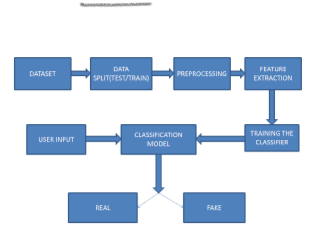 DATASET
DATA
SPLIT(TEST/TRAIN)
PREPROCESSING
FEATURE
EXTRACTION
USER INPUT
CLASSIFICATION
MODEL
TRAINING THE
CLASSIFIER
REAL
FAKE